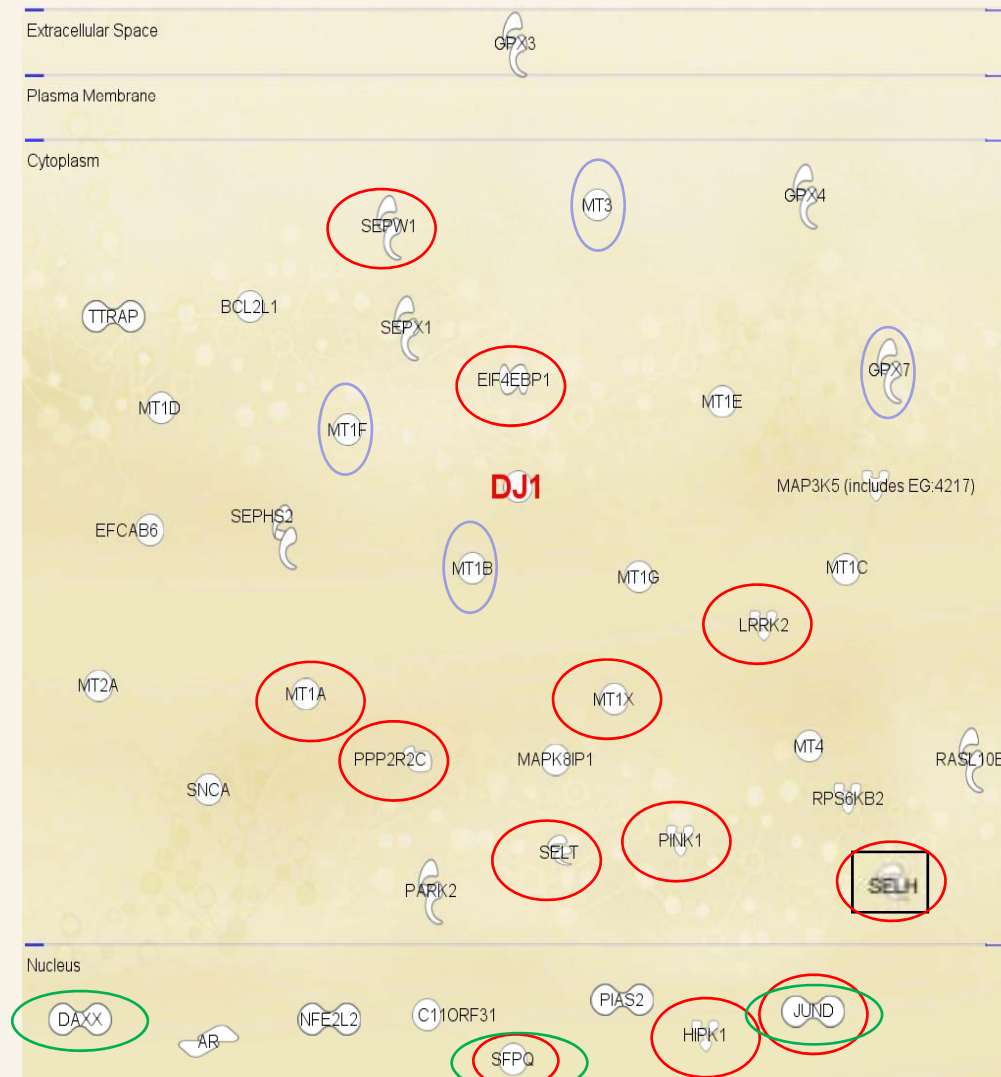 Extracellular Space
GPX3
Plasma Membrane
Cytoplasm
MT3
GPX4
SEPW1
TTRAP
BCL2L1
SEPX1
GPX7
EIF4EBP1
MT1D
MT1E
MT1F
DJ1
MAP3K5 (includes EG:4217)
EFCAB6
SEPHS2
MT1B
MT1G
MT1C
LRRK2
MT2A
MT1A
MT1X
PPP2R2C
MAPK8IP1
MT4
RASL10B
SNCA
RPS6KB2
SELT
PINK1
PARK2
SELH
Nucleus
DAXX
AR
NFE2L2
C11ORF31
PIAS2
HIPK1
JUND
SFPQ